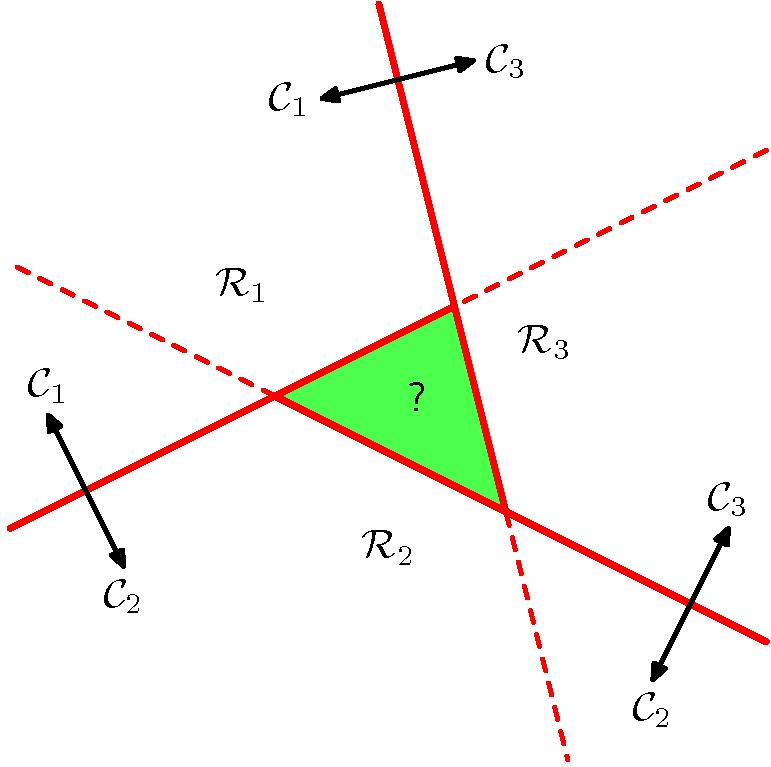 C₃
C₁
R₁
R₃
C₁
?
C₃
R₂
C₂
C₂